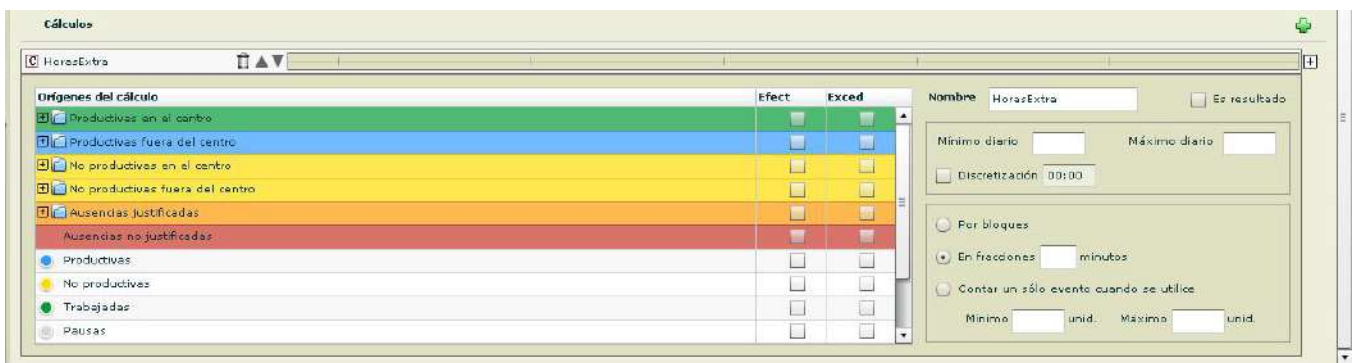 Cálculos
C HorasExtra
Orígenes del cálculo Efect Exced
Productivas en el centro
Productivas fuera del centro
No productivas en el centro
No productivas fuera del centro
Ausencias justificadas
Ausencias no justificadas
Productivas
No productivas
Trabajadas
Pausas
Nombre HorasExtra Es resultado
Mínimo diario Máximo diario
Discretización 00:00
Por bloques
En fracciones minutos
Contar un sólo evento cuando se utilice
Mínimo unid. Máximo unid.